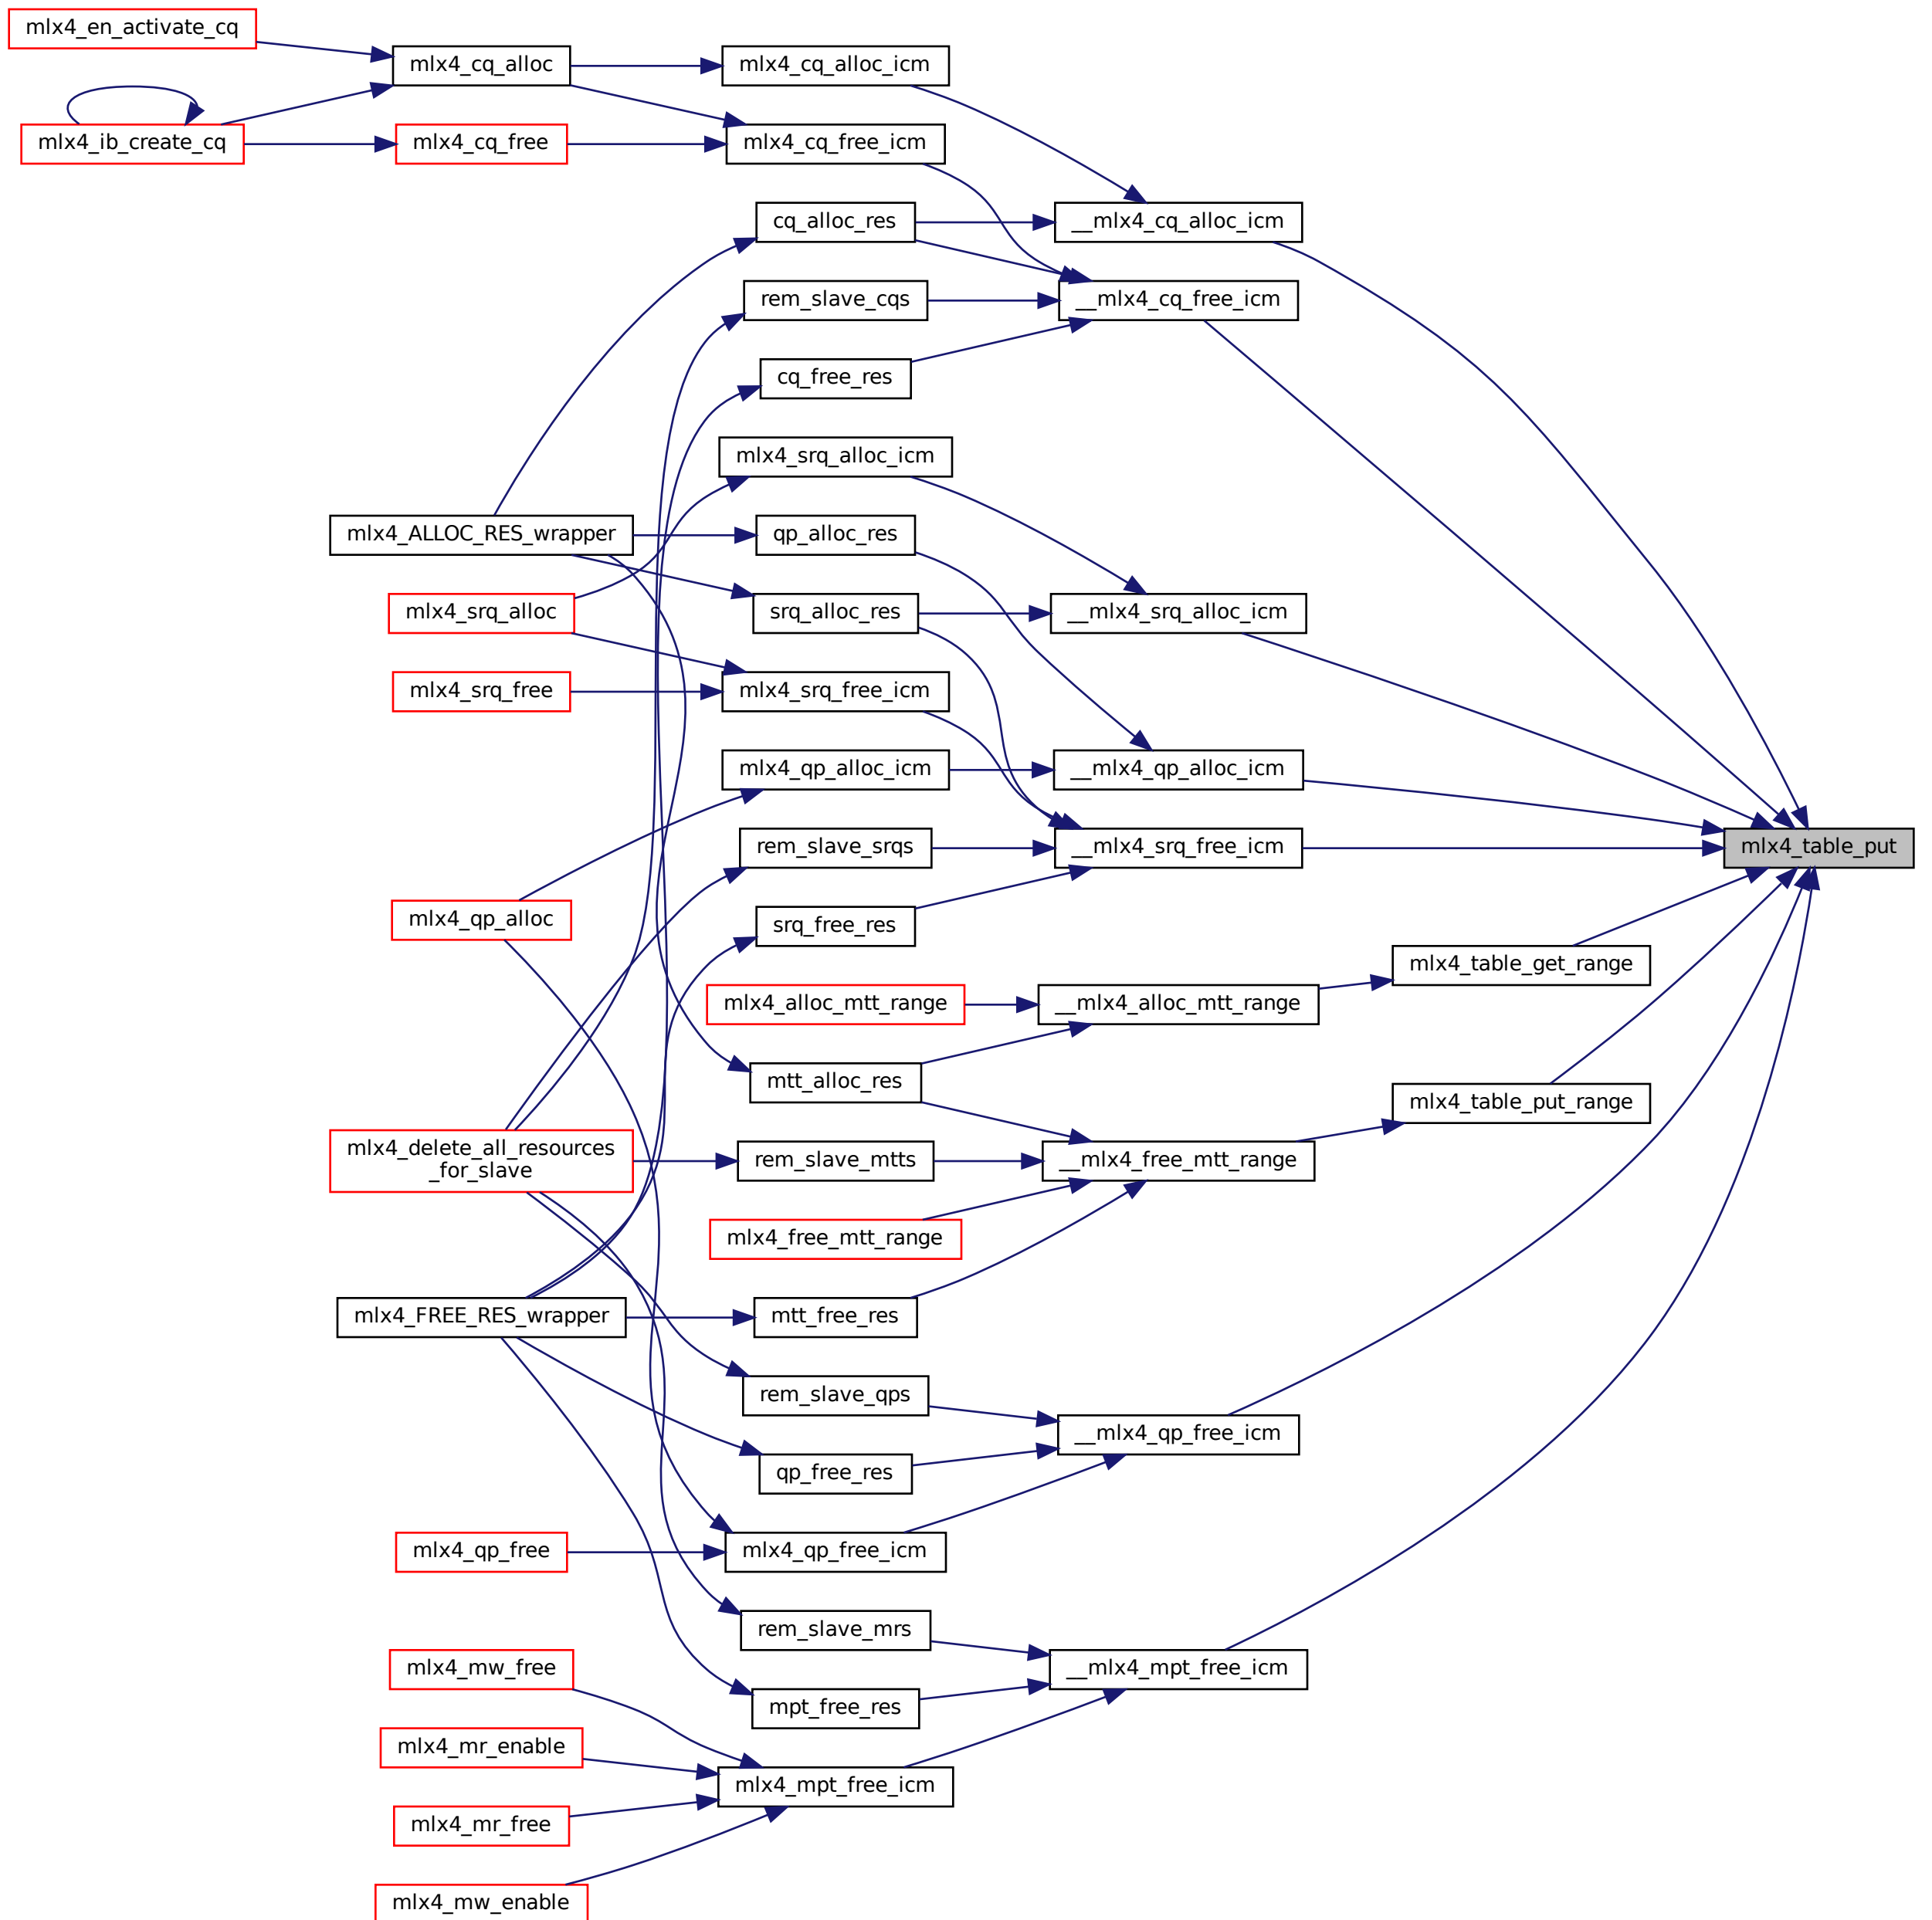 mlx4_en_activate_cq
mlx4_cq_alloc
mlx4_cq_alloc_icm
mlx4_ib_create_cq
mlx4_cq_free
mlx4_cq_free_icm
cq_alloc_res
__mlx4_cq_alloc_icm
rem_slave_cqs
__mlx4_cq_free_icm
cq_free_res
mlx4_srq_alloc_icm
mlx4_ALLOC_RES_wrapper
qp_alloc_res
mlx4_srq_alloc
srq_alloc_res
__mlx4_srq_alloc_icm
mlx4_srq_free
mlx4_srq_free_icm
mlx4_qp_alloc_icm
__mlx4_qp_alloc_icm
rem_slave_srqs
__mlx4_srq_free_icm
mlx4_table_put
mlx4_qp_alloc
srq_free_res
mlx4_table_get_range
mlx4_alloc_mtt_range
__mlx4_alloc_mtt_range
mtt_alloc_res
mlx4_table_put_range
mlx4_delete_all_resources
_for_slave
rem_slave_mtts
__mlx4_free_mtt_range
mlx4_free_mtt_range
mlx4_FREE_RES_wrapper
mtt_free_res
rem_slave_qps
__mlx4_qp_free_icm
qp_free_res
mlx4_qp_free
mlx4_qp_free_icm
rem_slave_mrs
mlx4_mw_free
__mlx4_mpt_free_icm
mpt_free_res
mlx4_mr_enable
mlx4_mpt_free_icm
mlx4_mr_free
mlx4_mw_enable